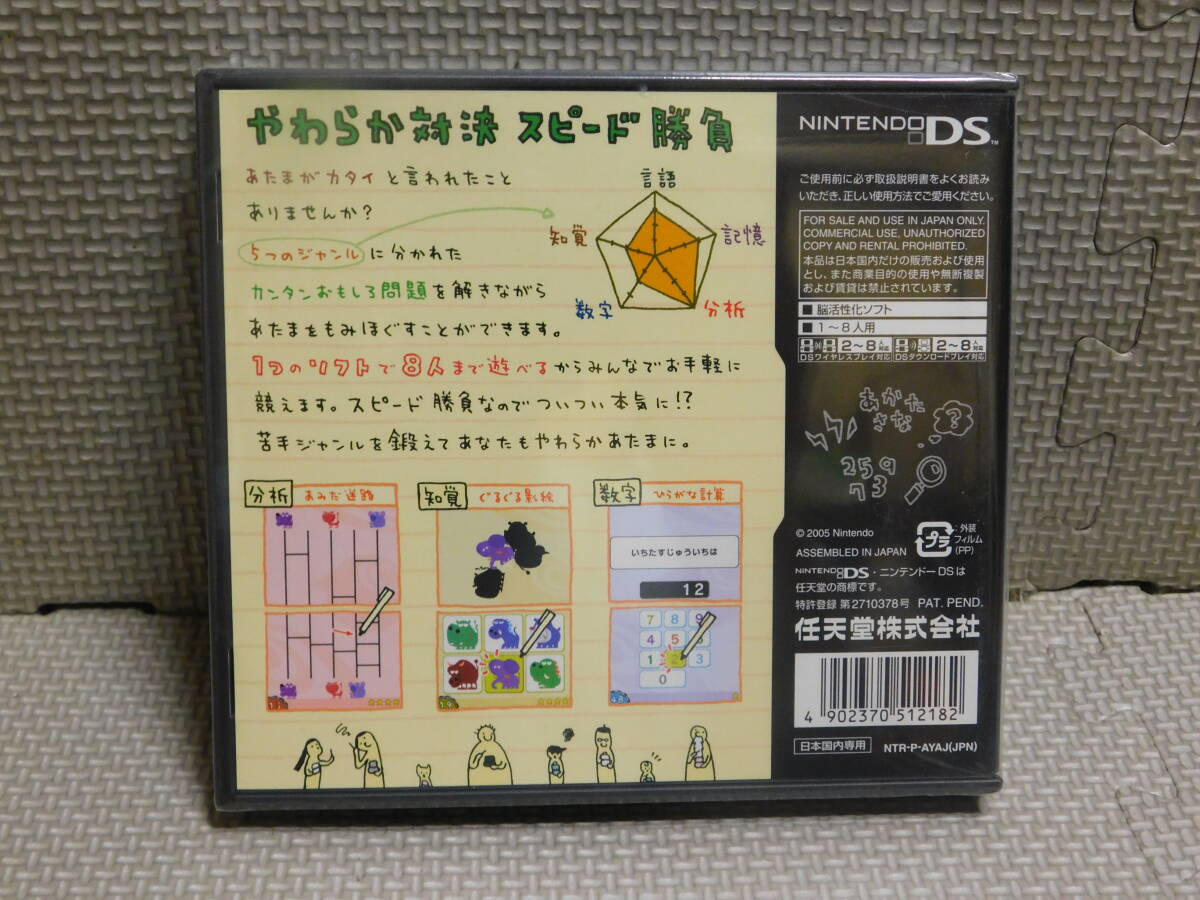 やわらか対決 スピード勝負
あたまがカタイと言われたこと
ありませんか？
5つのジャンルに分かれた
カンタンおもしろ問題を解きながら
あたまをもみほぐすことができます。
1つのソフトで8人まで遊べるからみんなでお手軽に
競えます。スピード勝負なのでついつい本気に!?
苦手ジャンルを鍛えてあなたもやわらかあたまに。
言語
知覚
記憶
数字
分析
分析 あみだ迷路
知覚 ぐるぐる影絵
数字 ひらがな計算
いちたすじゅういちは
12
7 8 9
4 5 6
1 2 3
0
NINTENDO DS™
ご使用前に必ず取扱説明書をよくお読み
いただき、正しい使用方法でご愛用ください。
FOR SALE AND USE IN JAPAN ONLY.
COMMERCIAL USE, UNAUTHORIZED
COPY AND RENTAL PROHIBITED.
本品は日本国内だけの販売および使用
とし、また商業目的の使用や無断複製
および賃貸は禁止されています。
■ 脳活性化ソフト
■ 1～8人用
2～8人対応 2～8人対応
DSワイヤレスプレイ対応 DSダウンロードプレイ対応
あかた
さな
?
259
73
© 2005 Nintendo
ASSEMBLED IN JAPAN
プラ
:外装
フィルム
(PP)
NINTENDO DS・ニンテンドーDSは
任天堂の商標です。
特許登録 第2710378号 PAT. PEND.
任天堂株式会社
4 902370 512182
日本国内専用 NTR-P-AYAJ(JPN)